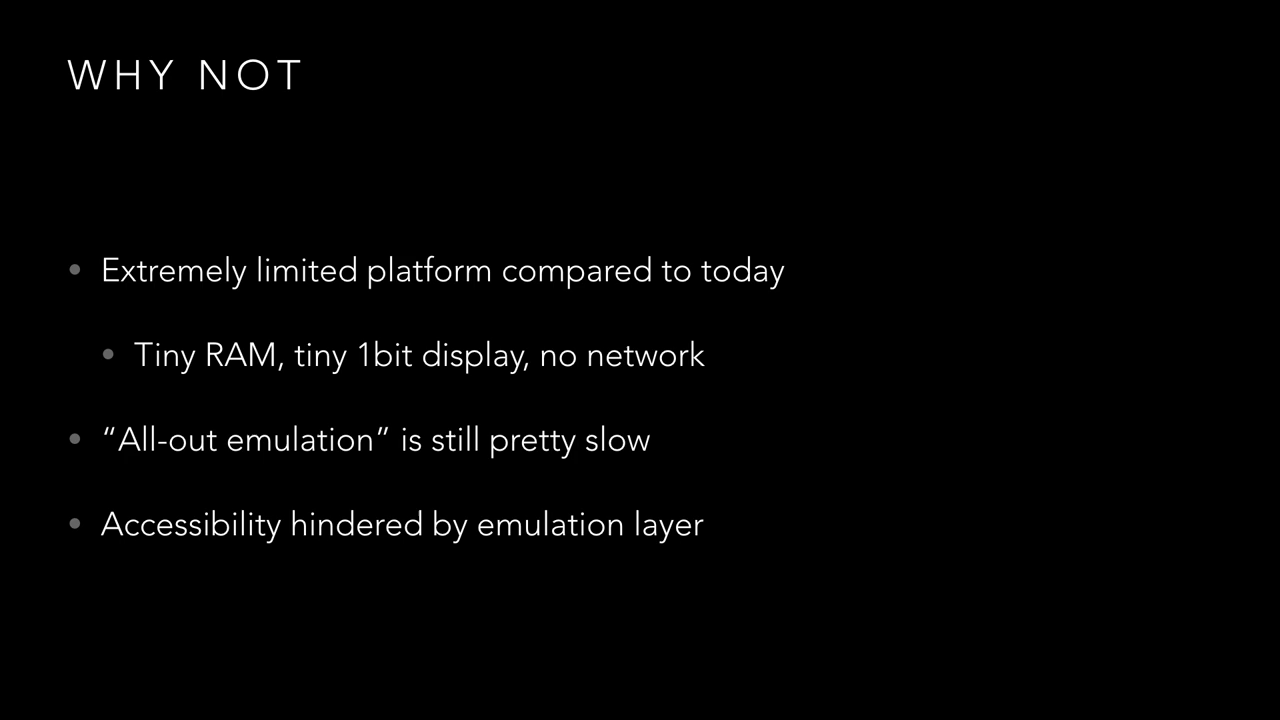 WHY NOT
• Extremely limited platform compared to today
• Tiny RAM, tiny 1bit display, no network
• “All-out emulation” is still pretty slow
• Accessibility hindered by emulation layer